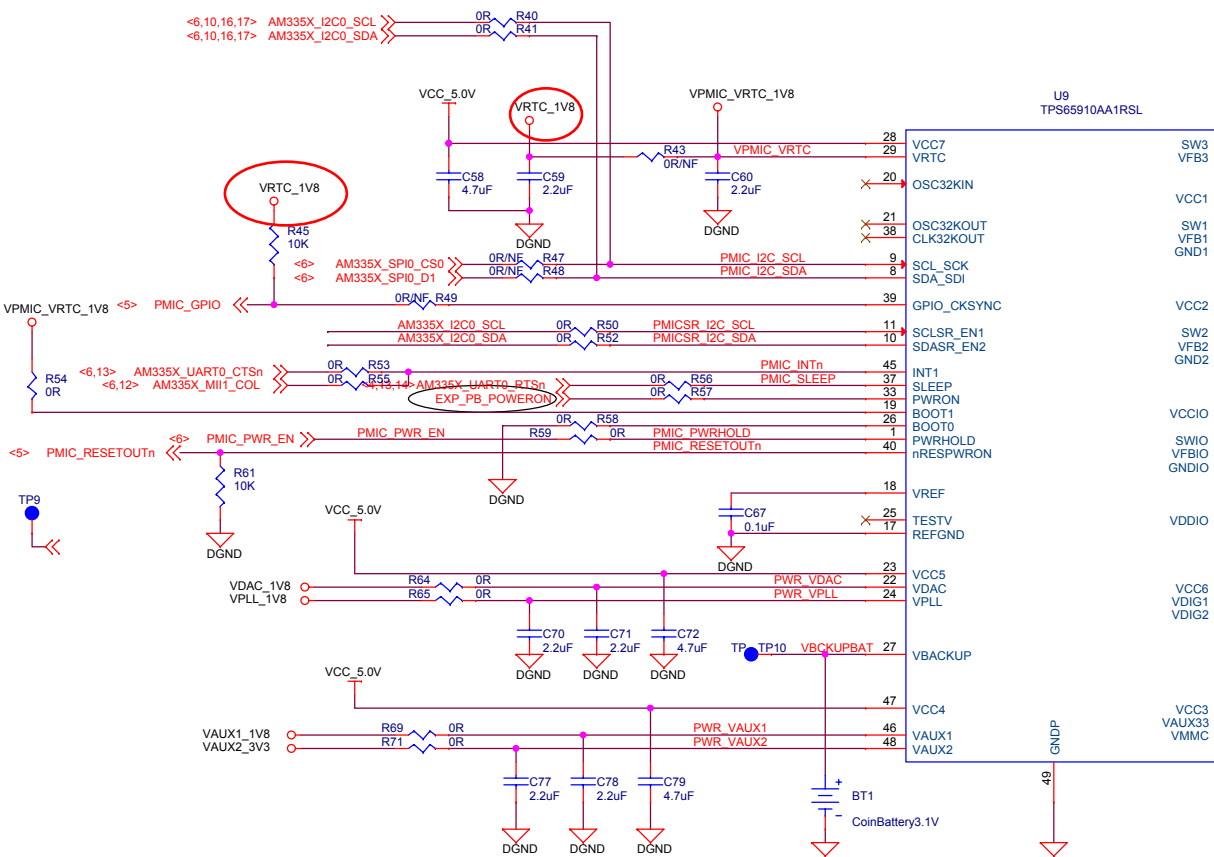 <6,10,16,17> AM335X_I2C0_SCL 0R R40
<6,10,16,17> AM335X_I2C0_SDA 0R R41
VCC_5.0V VRTC_1V8 VPMIC_VRTC_1V8
U9
TPS65910AA1RSL
28 VCC7 SW3
R43 VPMIC_VRTC 29 VRTC VFB3
0R/NF
C58 C59 C60
4.7uF 2.2uF 2.2uF
20 OSC32KIN
VRTC_1V8
VCC1
21 OSC32KOUT SW1
R45 38 CLK32KOUT VFB1
10K DGND DGND GND1
<6> AM335X_SPI0_CS0 0R/NF R47 PMIC_I2C_SCL 9 SCL_SCK
<6> AM335X_SPI0_D1 0R/NF R48 PMIC_I2C_SDA 8 SDA_SDI
VPMIC_VRTC_1V8 <5> PMIC_GPIO 0R/NF R49 39 GPIO_CKSYNC VCC2
AM335X_I2C0_SCL 0R R50 PMICSR_I2C_SCL 11 SCLSR_EN1 SW2
AM335X_I2C0_SDA 0R R52 PMICSR_I2C_SDA 10 SDASR_EN2 VFB2
GND2
<6,13> AM335X_UART0_CTSn 0R R53 PMIC_INTn 45 INT1
<6,12> AM335X_MII1_COL 0R R55 AM335X_UART0_RTSn 0R R56 PMIC_SLEEP 37 SLEEP
R54
0R
EXP_PB_POWERON 0R R57 33 PWRON
19 BOOT1 VCCIO
0R R58 26 BOOT0
<6> PMIC_PWR_EN PMIC_PWR_EN R59 0R PMIC_PWRHOLD 1 PWRHOLD SWIO
<5> PMIC_RESETOUTn PMIC_RESETOUTn 40 nRESPWRON VFBIO
GNDIO
R61
10K
DGND
18 VREF
TP9
VCC_5.0V C67
0.1uF
25 TESTV VDDIO
17 REFGND
DGND
DGND
23 VCC5
VDAC_1V8 R64 0R PWR_VDAC 22 VDAC VCC6
VPLL_1V8 R65 0R PWR_VPLL 24 VPLL VDIG1
VDIG2
C70 C71 C72
2.2uF 2.2uF 4.7uF
TP TP10 VBCKUPBAT 27 VBACKUP
DGND DGND DGND
VCC_5.0V
47 VCC4 VCC3
VAUX1_1V8 R69 0R PWR_VAUX1 46 VAUX1 VAUX33
VAUX2_3V3 R71 0R PWR_VAUX2 48 VAUX2 VMMC
GNDP
49
C77 C78 C79
2.2uF 2.2uF 4.7uF
+
BT1
-
CoinBattery3.1V
DGND DGND DGND